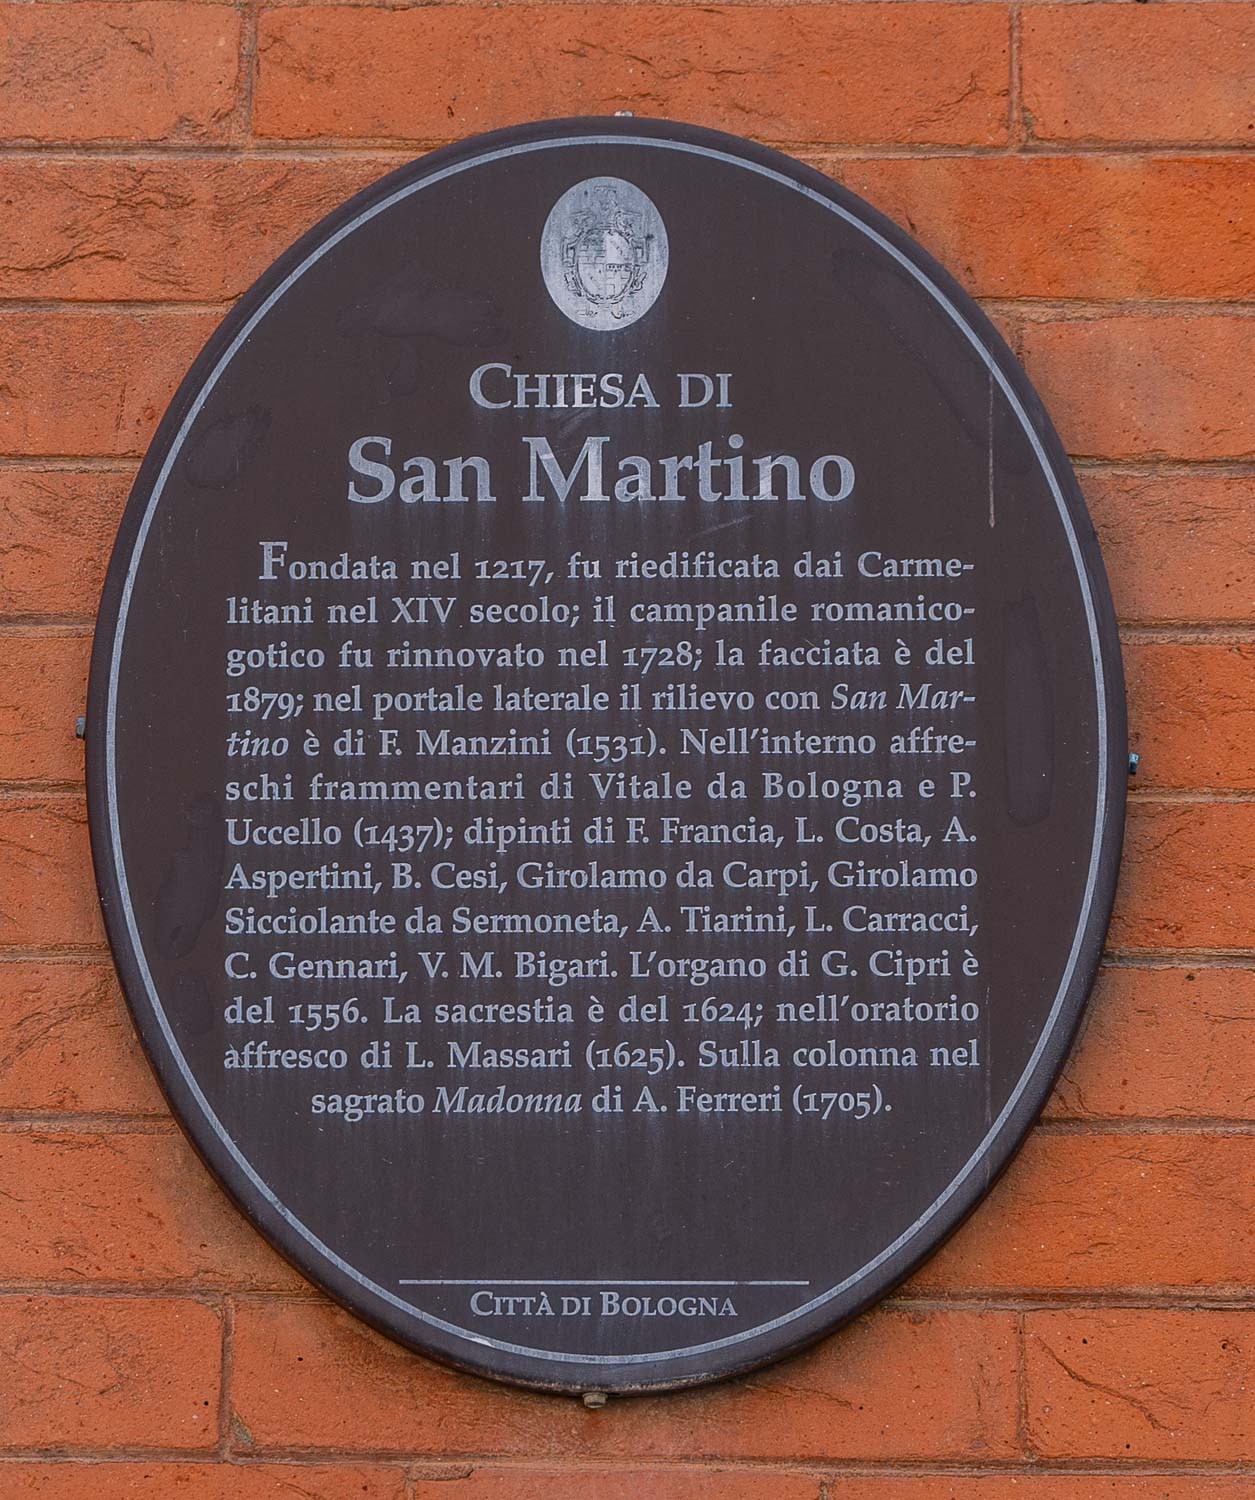 CHIESA DI
San Martino
Fondata nel 1217, fu riedificata dai Carme-
litani nel XIV secolo; il campanile romanico-
gotico fu rinnovato nel 1728; la facciata è del
1879; nel portale laterale il rilievo con San Mar-
tino è di F. Manzini (1531). Nell'interno affre-
schi frammentari di Vitale da Bologna e P.
Uccello (1437); dipinti di F. Francia, L. Costa, A.
Aspertini, B. Cesi, Girolamo da Carpi, Girolamo
Sicciolante da Sermoneta, A. Tiarini, L. Carracci,
C. Gennari, V. M. Bigari. L'organo di G. Cipri è
del 1556. La sacrestia è del 1624; nell'oratorio
affresco di L. Massari (1625). Sulla colonna nel
sagrato Madonna di A. Ferreri (1705).
CITTÀ DI BOLOGNA